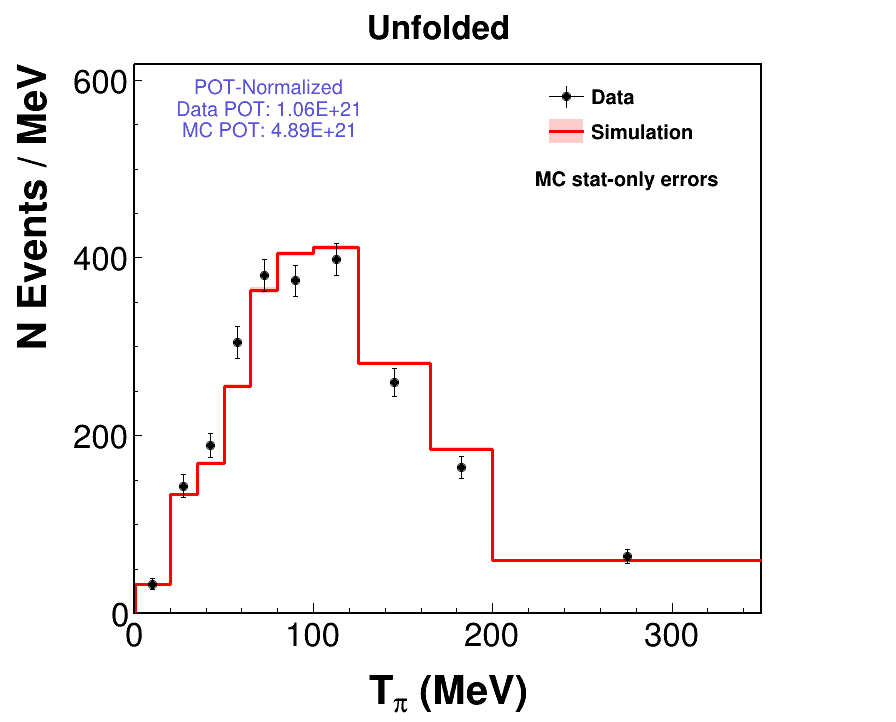 Unfolded
N Events / MeV
600
400
200
0
POT-Normalized
Data POT: 1.06E+21
MC POT: 4.89E+21
Data
Simulation
MC stat-only errors
0 100 200 300
Tπ (MeV)